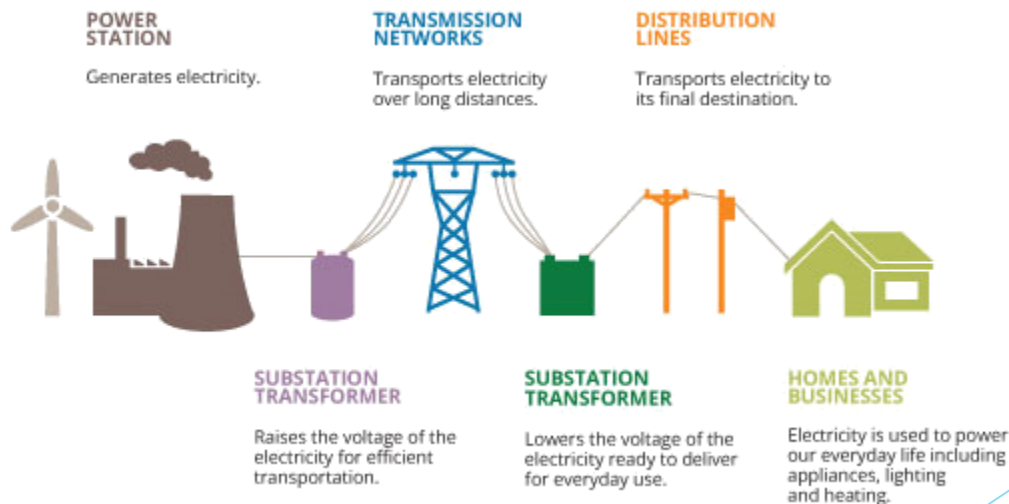 POWER
STATION
Generates electricity.
TRANSMISSION
NETWORKS
Transports electricity
over long distances.
DISTRIBUTION
LINES
Transports electricity to
its final destination.
SUBSTATION
TRANSFORMER
Raises the voltage of the
electricity for efficient
transportation.
SUBSTATION
TRANSFORMER
Lowers the voltage of the
electricity ready to deliver
for everyday use.
HOMES AND
BUSINESSES
Electricity is used to power
our everyday life including
appliances, lighting
and heating.